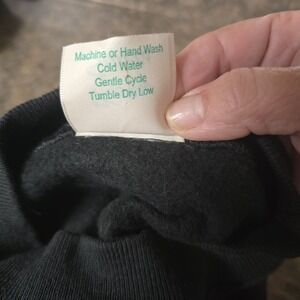 Machine or Hand Wash
Cold Water
Gentle Cycle
Tumble Dry Low